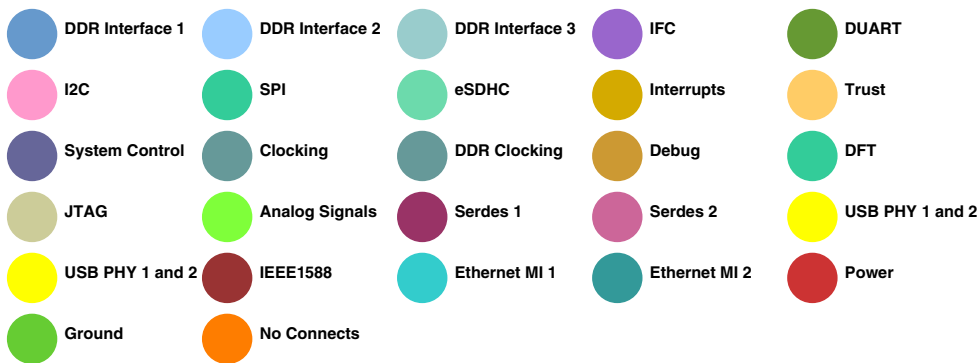 DDR Interface 1
DDR Interface 2
DDR Interface 3
IFC
DUART
I2C
SPI
eSDHC
Interrupts
Trust
System Control
Clocking
DDR Clocking
Debug
DFT
JTAG
Analog Signals
Serdes 1
Serdes 2
USB PHY 1 and 2
USB PHY 1 and 2
IEEE1588
Ethernet MI 1
Ethernet MI 2
Power
Ground
No Connects